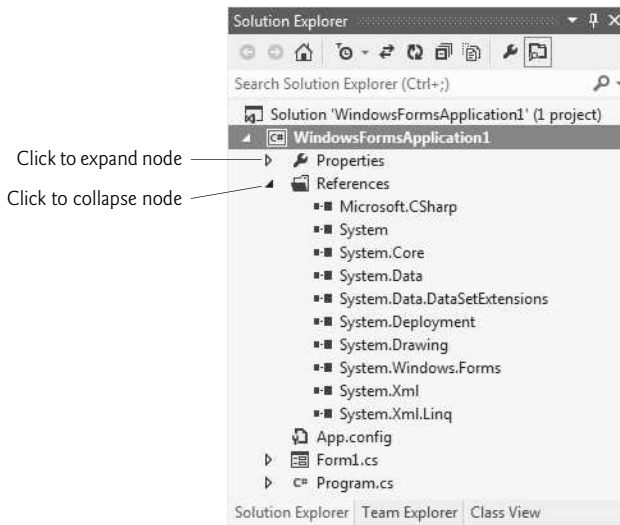 Solution Explorer
Search Solution Explorer (Ctrl+;)
Solution 'WindowsFormsApplication1' (1 project)
C# WindowsFormsApplication1
Click to expand node
Properties
Click to collapse node
References
Microsoft.CSharp
System
System.Core
System.Data
System.Data.DataSetExtensions
System.Deployment
System.Drawing
System.Windows.Forms
System.Xml
System.Xml.Linq
App.config
Form1.cs
C# Program.cs
Solution Explorer Team Explorer Class View